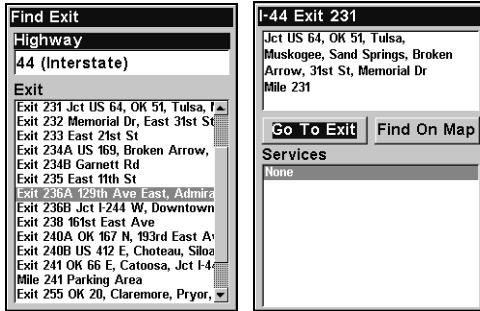 Find Exit
Highway
44 (Interstate)
Exit
Exit 231 Jct US 64, OK 51, Tulsa,
Exit 232 Memorial Dr, East 31st St
Exit 233 East 21st St
Exit 234A US 169, Broken Arrow,
Exit 234B Garnett Rd
Exit 235 East 11th St
Exit 236A 129th Ave East, Admira
Exit 236B Jct I-244 W, Downtown
Exit 238 161st East Ave
Exit 240A OK 167 N, 193rd East Av
Exit 240B US 412 E, Choteau, Siloa
Exit 241 OK 66 E, Catoosa, Jct I-44
Mile 241 Parking Area
Exit 255 OK 20, Claremore, Pryor,
I-44 Exit 231
Jct US 64, OK 51, Tulsa,
Muskogee, Sand Springs, Broken
Arrow, 31st St, Memorial Dr
Mile 231
Go To Exit
Find On Map
Services
None